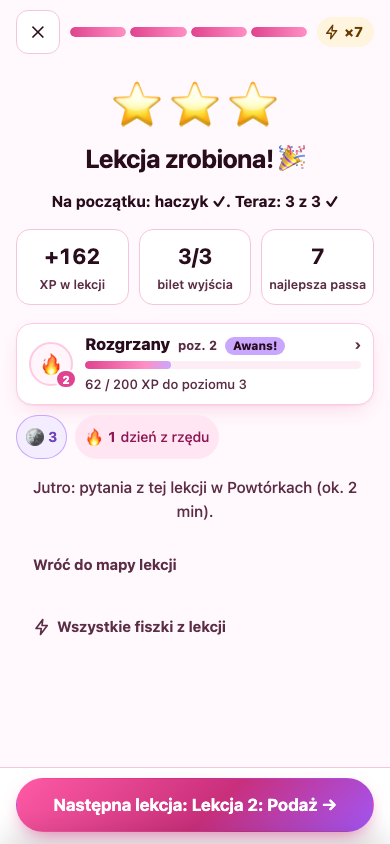 ×7
Lekcja zrobiona! 🎉
Na początku: haczyk ✓. Teraz: 3 z 3 ✓
+162
XP w lekcji
3/3
bilet wyjścia
7
najlepsza passa
Rozgrzany poz. 2 Awans! ›
2
62 / 200 XP do poziomu 3
3
1 dzień z rzędu
Jutro: pytania z tej lekcji w Powtórkach (ok. 2
min).
Wróć do mapy lekcji
Wszystkie fiszki z lekcji
Następna lekcja: Lekcja 2: Podaż →